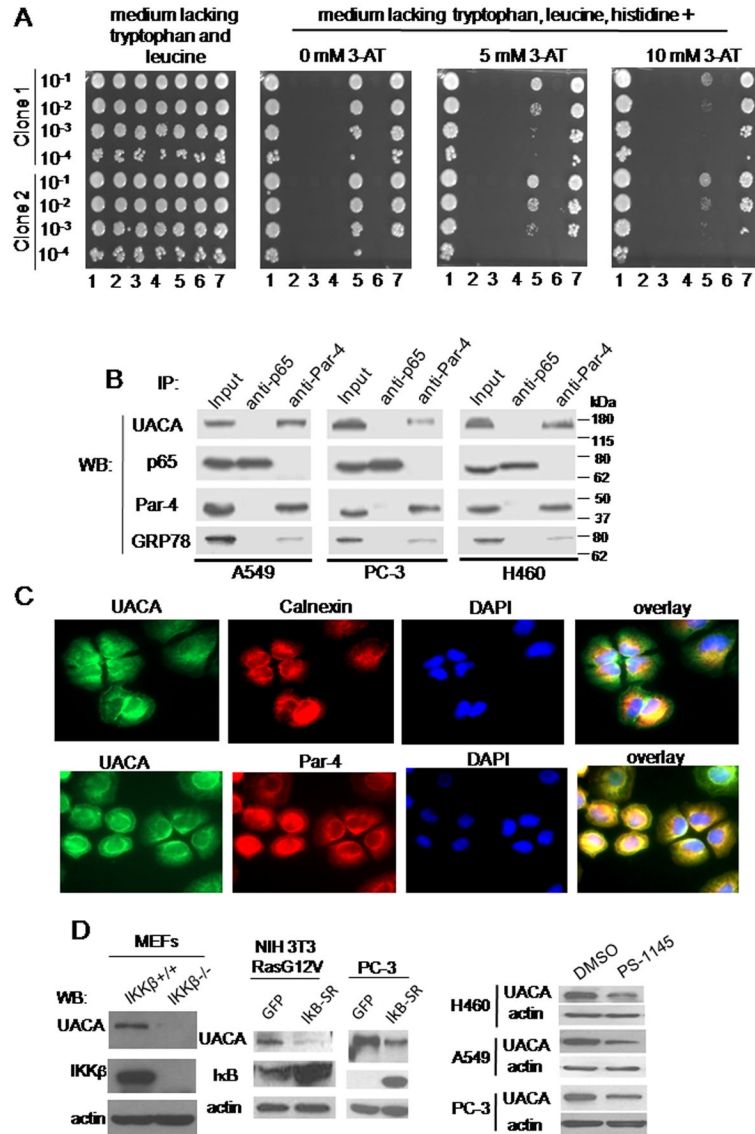 A
medium lacking
tryptophan and
leucine
medium lacking tryptophan, leucine, histidine +
0 mM 3-AT
5 mM 3-AT
10 mM 3-AT
Clone 1
10-1
10-2
10-3
10-4
Clone 2
10-1
10-2
10-3
10-4
1 2 3 4 5 6 7
1 2 3 4 5 6 7
1 2 3 4 5 6 7
1 2 3 4 5 6 7
B
IP:
Input anti-p65 anti-Par-4
Input anti-p65 anti-Par-4
Input anti-p65 anti-Par-4
kDa
WB:
UACA
180
115
p65
80
62
Par-4
50
37
GRP78
80
62
A549
PC-3
H460
C
UACA Calnexin DAPI overlay
UACA Par-4 DAPI overlay
D
MEFs
WB:
IKKβ+/+ IKKβ-/-
UACA
IKKβ
actin
NIH 3T3
RasG12V
PC-3
GFP IkB-SR
GFP IkB-SR
UACA
IκB
actin
DMSO PS-1145
H460
UACA
actin
A549
UACA
actin
PC-3
UACA
actin